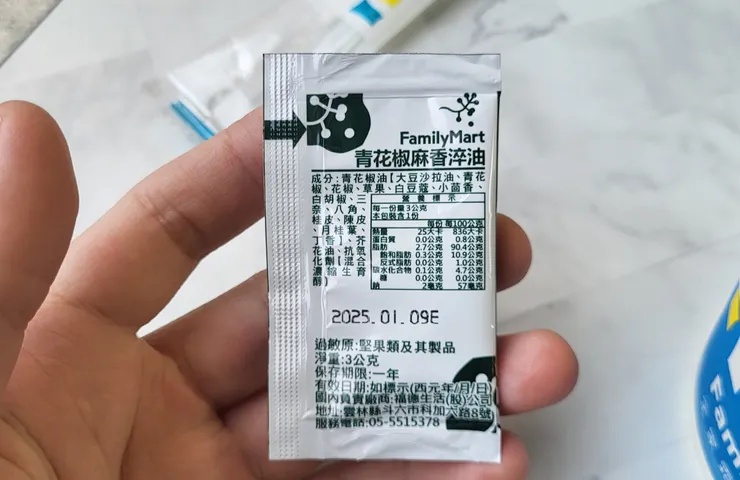 FamilyMart
青花椒麻香淬油
成分:青花椒油【大豆沙拉油、青花
椒、花椒、草果、白豆蔻、小茴香、
白胡椒、三
奈、八角、
桂皮、陳皮
、月桂葉、
丁香】、芥
花油、抗氧
化劑【混合
濃縮生育
醇】
營養標示
每一份量3公克
本包裝含1份
每份 每100公克
熱量 25大卡 836大卡
蛋白質 0.0公克 0.8公克
脂肪 2.7公克 90.4公克
飽和脂肪 0.3公克 10.9公克
反式脂肪 0.0公克 1.0公克
碳水化合物 0.1公克 4.7公克
糖 0.0公克 0.0公克
鈉 2毫克 57毫克
2025.01.09E
過敏原:堅果類及其製品
淨重:3公克
保存期限:一年
有效日期:如標示(西元年/月/日)
國內負責廠商:福德生活(股)公司
地址:雲林縣斗六市科加六路8號
服務電話:05-5515378
Fam